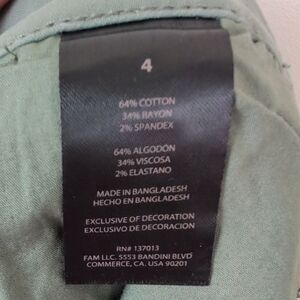 4
64% COTTON
34% RAYON
2% SPANDEX
64% ALGODÓN
34% VISCOSA
2% ELASTANO
MADE IN BANGLADESH
HECHO EN BANGLADESH
EXCLUSIVE OF DECORATION
EXCLUSIVO DE DECORACION
RN# 137013
FAM LLC. 5553 BANDINI BLVD
COMMERCE, CA. USA 90201